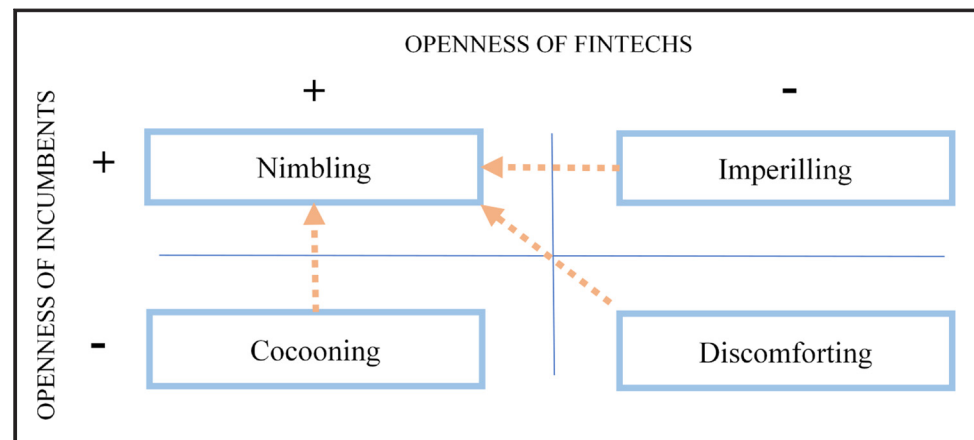 OPENNESS OF FINTECHS
+ -
OPENNESS OF INCUMBENTS
+
Nimbling
Imperilling
-
Cocooning
Discomforting